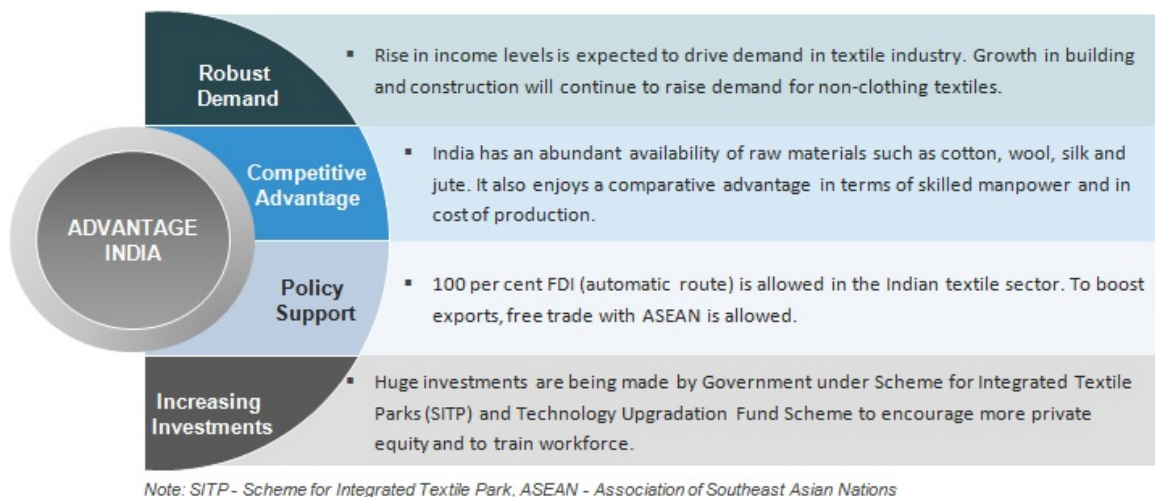 Robust
Demand
Rise in income levels is expected to drive demand in textile industry. Growth in building
and construction will continue to raise demand for non-clothing textiles.
ADVANTAGE
INDIA
Competitive
Advantage
India has an abundant availability of raw materials such as cotton, wool, silk and
jute. It also enjoys a comparative advantage in terms of skilled manpower and in
cost of production.
Policy
Support
100 per cent FDI (automatic route) is allowed in the Indian textile sector. To boost
exports, free trade with ASEAN is allowed.
Increasing
Investments
Huge investments are being made by Government under Scheme for Integrated Textile
Parks (SITP) and Technology Upgradation Fund Scheme to encourage more private
equity and to train workforce.
Note: SITP - Scheme for Integrated Textile Park, ASEAN - Association of Southeast Asian Nations